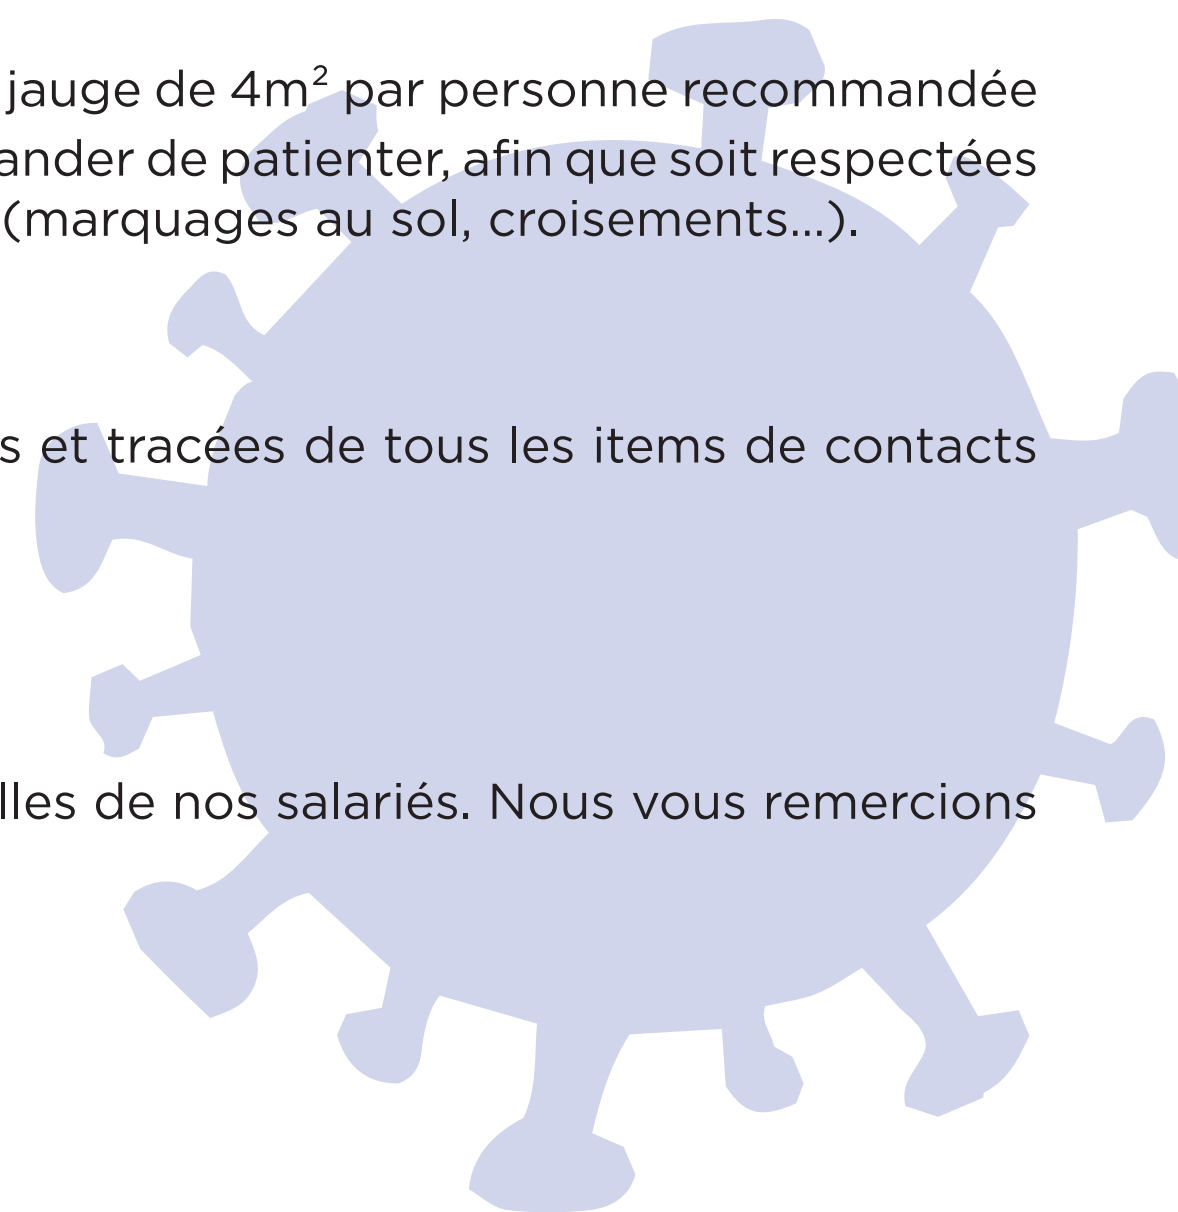 jauge de 4m² par personne recommandée
ander de patienter, afin que soit respectées
(marquages au sol, croisements...).
s et tracées de tous les items de contacts
lles de nos salariés. Nous vous remercions